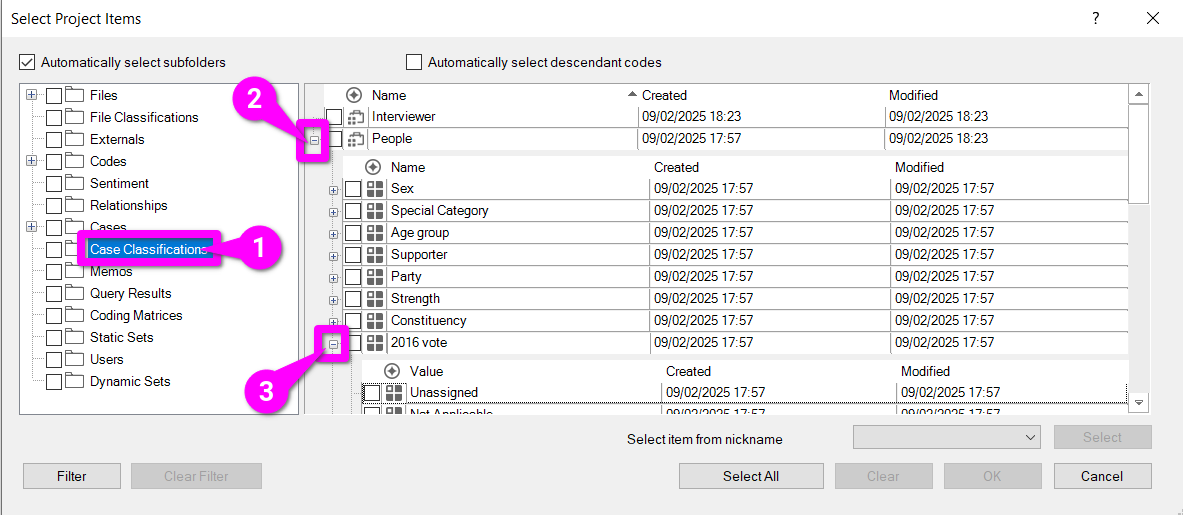 Select Project Items
?
Automatically select subfolders
Automatically select descendant codes
Files
File Classifications
Externals
Codes
Sentiment
Relationships
Cases
Case Classifications
Memos
Query Results
Coding Matrices
Static Sets
Users
Dynamic Sets
1
2
3
Name Created Modified
Interviewer 09/02/2025 18:23 09/02/2025 18:23
People 09/02/2025 17:57 09/02/2025 18:23
Name Created Modified
Sex 09/02/2025 17:57 09/02/2025 17:57
Special Category 09/02/2025 17:57 09/02/2025 17:57
Age group 09/02/2025 17:57 09/02/2025 17:57
Supporter 09/02/2025 17:57 09/02/2025 17:57
Party 09/02/2025 17:57 09/02/2025 17:57
Strength 09/02/2025 17:57 09/02/2025 17:57
Constituency 09/02/2025 17:57 09/02/2025 17:57
2016 vote 09/02/2025 17:57 09/02/2025 17:57
Value Created Modified
Unassigned 09/02/2025 17:57 09/02/2025 17:57
Not Applicable 09/02/2025 17:57 09/02/2025 17:57
Select item from nickname
Select
Filter
Clear Filter
Select All
Clear
OK
Cancel